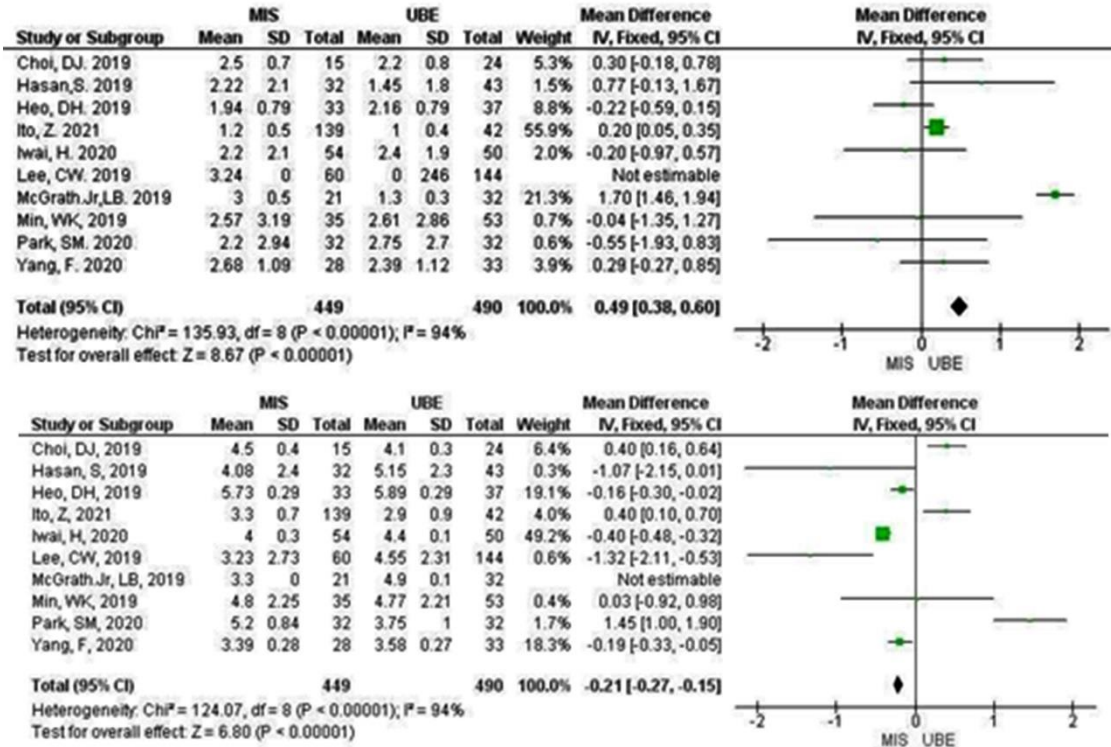 MIS UBE Mean Difference Mean Difference
Study or Subgroup Mean SD Total Mean SD Total Weight IV, Fixed, 95% CI IV, Fixed, 95% CI
Choi, DJ. 2019 2.5 0.7 15 2.2 0.8 24 5.3% 0.30 [-0.18, 0.78]
Hasan,S. 2019 2.22 2.1 32 1.45 1.8 43 1.5% 0.77 [-0.13, 1.67]
Heo, DH. 2019 1.94 0.79 33 2.16 0.79 37 8.8% -0.22 [-0.59, 0.15]
Ito, Z. 2021 1.2 0.5 139 1 0.4 42 55.9% 0.20 [0.05, 0.35]
Iwai, H. 2020 2.2 2.1 54 2.4 1.9 50 2.0% -0.20 [-0.97, 0.57]
Lee, CW. 2019 3.24 0 60 0 246 144 Not estimable
McGrath.Jr,LB. 2019 3 0.5 21 1.3 0.3 32 21.3% 1.70 [1.46, 1.94]
Min, WK, 2019 2.57 3.19 35 2.61 2.86 53 0.7% -0.04 [-1.35, 1.27]
Park, SM. 2020 2.2 2.94 32 2.75 2.7 32 0.6% -0.55 [-1.93, 0.83]
Yang, F. 2020 2.68 1.09 28 2.39 1.12 33 3.9% 0.29 [-0.27, 0.85]
Total (95% CI) 449 490 100.0% 0.49 [0.38, 0.60]
Heterogeneity: Chi² = 135.93, df = 8 (P < 0.00001); I² = 94%
Test for overall effect: Z = 8.67 (P < 0.00001)
-2 -1 0 1 2
MIS UBE
MIS UBE Mean Difference Mean Difference
Study or Subgroup Mean SD Total Mean SD Total Weight IV, Fixed, 95% CI IV, Fixed, 95% CI
Choi, DJ, 2019 4.5 0.4 15 4.1 0.3 24 6.4% 0.40 [0.16, 0.64]
Hasan, S, 2019 4.08 2.4 32 5.15 2.3 43 0.3% -1.07 [-2.15, 0.01]
Heo, DH, 2019 5.73 0.29 33 5.89 0.29 37 19.1% -0.16 [-0.30, -0.02]
Ito, Z, 2021 3.3 0.7 139 2.9 0.9 42 4.0% 0.40 [0.10, 0.70]
Iwai, H, 2020 4 0.3 54 4.4 0.1 50 49.2% -0.40 [-0.48, -0.32]
Lee, CW, 2019 3.23 2.73 60 4.55 2.31 144 0.6% -1.32 [-2.11, -0.53]
McGrath.Jr, LB, 2019 3.3 0 21 4.9 0.1 32 Not estimable
Min, WK, 2019 4.8 2.25 35 4.77 2.21 53 0.4% 0.03 [-0.92, 0.98]
Park, SM, 2020 5.2 0.84 32 3.75 1 32 1.7% 1.45 [1.00, 1.90]
Yang, F, 2020 3.39 0.28 28 3.58 0.27 33 18.3% -0.19 [-0.33, -0.05]
Total (95% CI) 449 490 100.0% -0.21 [-0.27, -0.15]
Heterogeneity: Chi² = 124.07, df = 8 (P < 0.00001); I² = 94%
Test for overall effect: Z = 6.80 (P < 0.00001)
-2 -1 0 1 2
MIS UBE